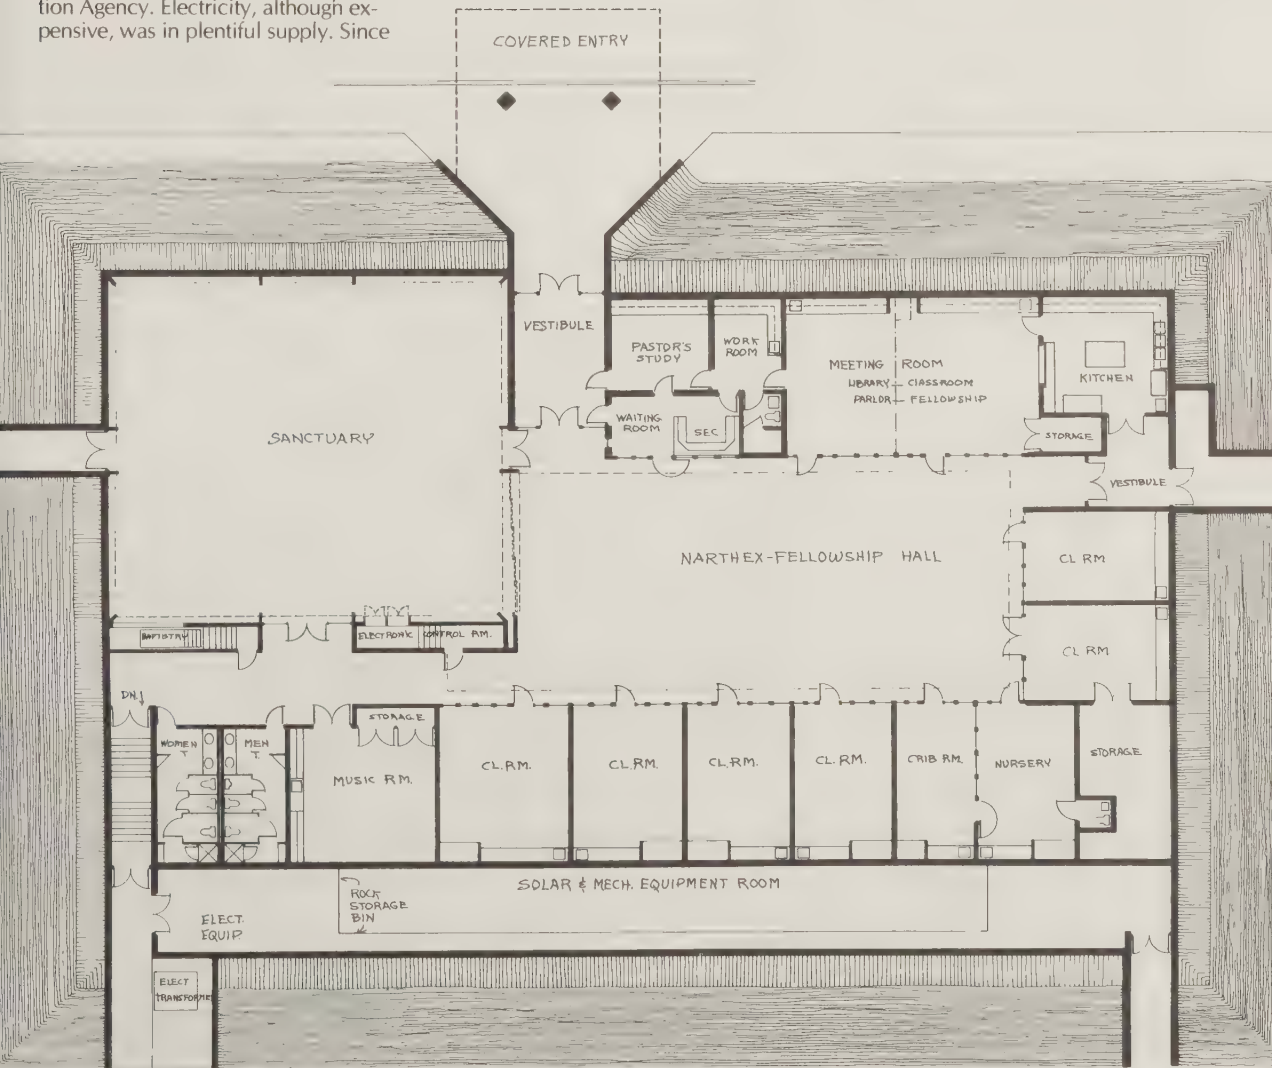 tion Agency. Electricity, although ex-
pensive, was in plentiful supply. Since
COVERED ENTRY
VESTIBULE
PASTOR'S
STUDY
WORK
ROOM
MEETING ROOM
LIBRARY CLASSROOM
PARLOR FELLOWSHIP
KITCHEN
WAITING
ROOM
SEC
STORAGE
SANCTUARY
VESTIBULE
NARTHEX-FELLOWSHIP HALL
CL RM
BAPTISTRY
ELECTRONIC CONTROL RM.
CL RM
DN.
STORAGE
WOMEN
T
MEN
T.
MUSIC RM.
CL.RM.
CL.RM.
CL.RM.
CL.RM.
CRIB RM.
NURSERY
STORAGE
SOLAR & MECH. EQUIPMENT ROOM
ROCK
STORAGE
BIN
ELECT.
EQUIP.
ELECT
TRANSFORMER